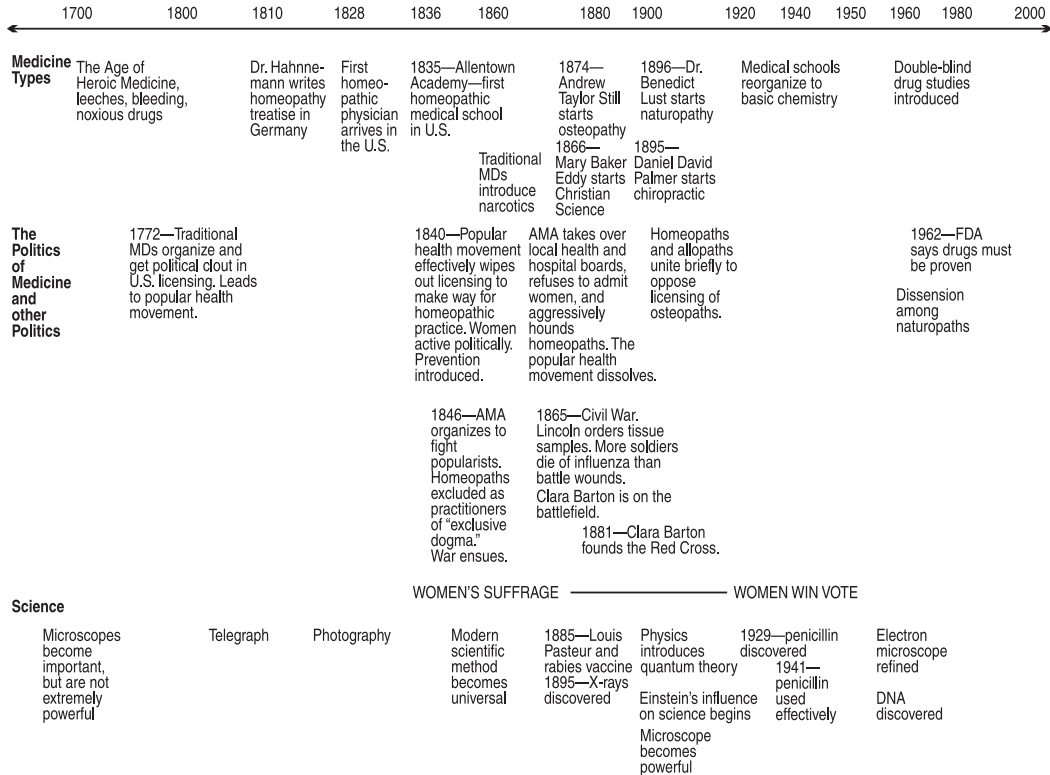 1700 1800 1810 1828 1836 1860 1880 1900 1920 1940 1950 1960 1980 2000
Medicine
Types
The Age of
Heroic Medicine,
leeches, bleeding,
noxious drugs
Dr. Hahnne-
mann writes
homeopathy
treatise in
Germany
First
homeo-
pathic
physician
arrives in
the U.S.
1835—Allentown
Academy—first
homeopathic
medical school
in U.S.
Traditional
MDs
introduce
narcotics
1874—
Andrew
Taylor Still
starts
osteopathy
1866—
Mary Baker
Eddy starts
Christian
Science
1896—Dr.
Benedict
Lust starts
naturopathy
1895—
Daniel David
Palmer starts
chiropractic
Medical schools
reorganize to
basic chemistry
Double-blind
drug studies
introduced
The
Politics
of
Medicine
and
other
Politics
1772—Traditional
MDs organize and
get political clout in
U.S. licensing. Leads
to popular health
movement.
1840—Popular
health movement
effectively wipes
out licensing to
make way for
homeopathic
practice. Women
active politically.
Prevention
introduced.
AMA takes over
local health and
hospital boards,
refuses to admit
women, and
aggressively
hounds
homeopaths. The
popular health
movement dissolves.
Homeopaths
and allopaths
unite briefly to
oppose
licensing of
osteopaths.
1962—FDA
says drugs must
be proven
Dissension
among
naturopaths
1846—AMA
organizes to
fight
popularists.
Homeopaths
excluded as
practitioners
of “exclusive
dogma.”
War ensues.
1865—Civil War.
Lincoln orders tissue
samples. More soldiers
die of influenza than
battle wounds.
Clara Barton is on the
battlefield.
1881—Clara Barton
founds the Red Cross.
WOMEN’S SUFFRAGE WOMEN WIN VOTE
Science
Microscopes
become
important,
but are not
extremely
powerful
Telegraph
Photography
Modern
scientific
method
becomes
universal
1885—Louis
Pasteur and
rabies vaccine
1895—X-rays
discovered
Physics
introduces
quantum theory
Einstein’s influence
on science begins
Microscope
becomes
powerful
1929—penicillin
discovered
1941—
penicillin
used
effectively
Electron
microscope
refined
DNA
discovered